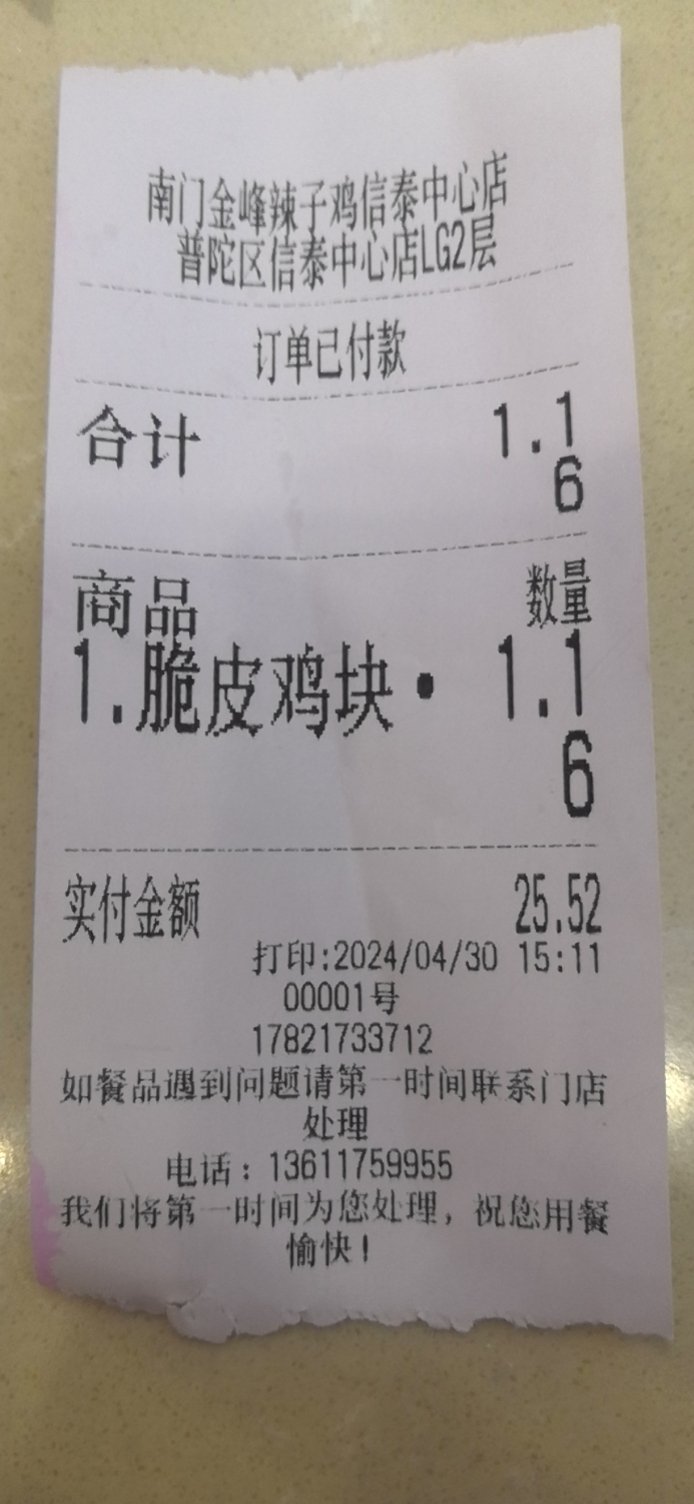 南门金峰辣子鸡信泰中心店
普陀区信泰中心店LG2层
订单已付款
合计 1.1
6
商品 数量
1.脆皮鸡块· 1.1
6
实付金额 25.52
打印:2024/04/30 15:11
00001号
17821733712
如餐品遇到问题请第一时间联系门店
处理
电话：13611759955
我们将第一时间为您处理，祝您用餐
愉快！